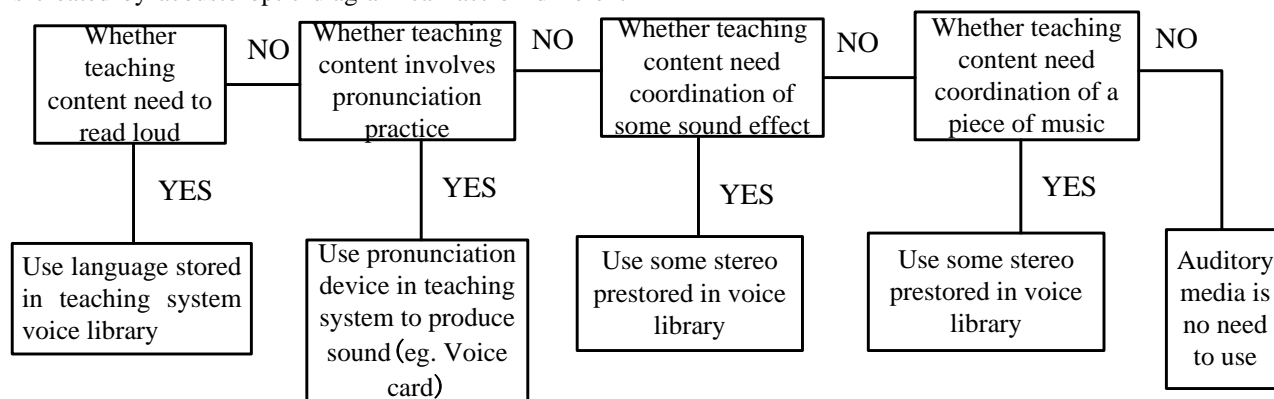 Whether
teaching
content need to
read loud
NO
Whether teaching
content involves
pronunciation
practice
NO
Whether teaching
content need
coordination of
some sound effect
NO
Whether teaching
content need
coordination of a
piece of music
NO
YES
YES
YES
YES
Use language stored
in teaching system
voice library
Use pronunciation
device in teaching
system to produce
sound(eg. Voice
card)
Use some stereo
prestored in voice
library
Use some stereo
prestored in voice
library
Auditory
media is
no need
to use